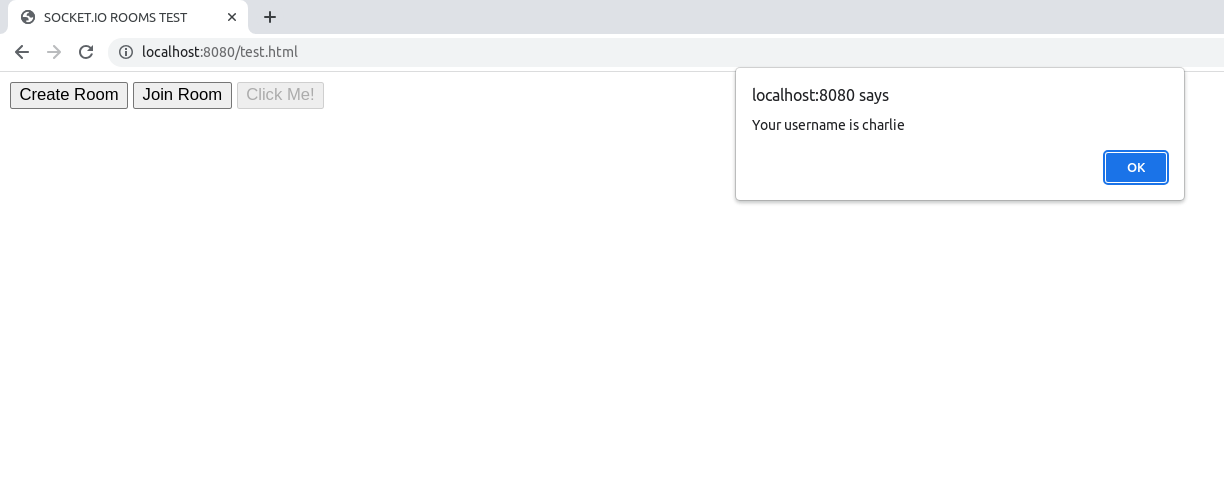 SOCKET.IO ROOMS TEST
localhost:8080/test.html
Create Room Join Room Click Me!
localhost:8080 says
Your username is charlie
OK